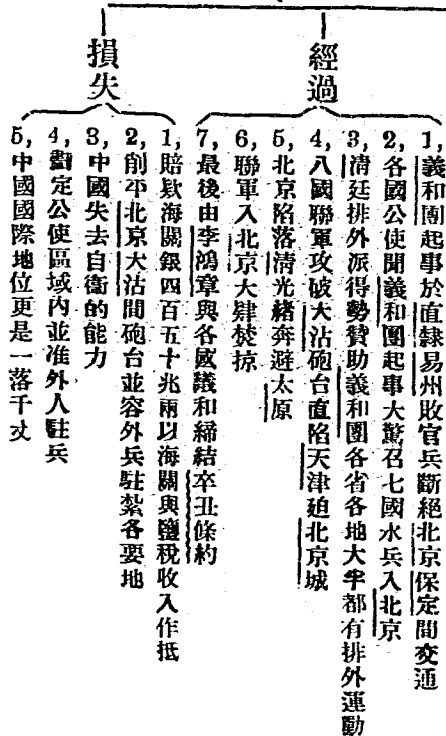 經過
1,義和團起事於直隸易州敗官兵斷絕北京保定間交通
2,各國公使聞義和團起事大驚召七國水兵入北京
3,清廷排外派得勢贊助義和團各省各地大半都有排外運動
4,八國聯軍攻破大沽砲台直陷天津迫北京城
5,北京陷落清光緒奔避太原
6,聯軍入北京大肆焚掠
7,最後由李鴻章與各國議和締結辛丑條約
損失
1,賠欵海關銀四百五十兆兩以海關與鹽稅收入作抵
2,削平北京大沽間砲台並容外兵駐紮各要地
3,中國失去自衛的能力
4,劃定公使區域內並准外人駐兵
5,中國國際地位更是一落千丈